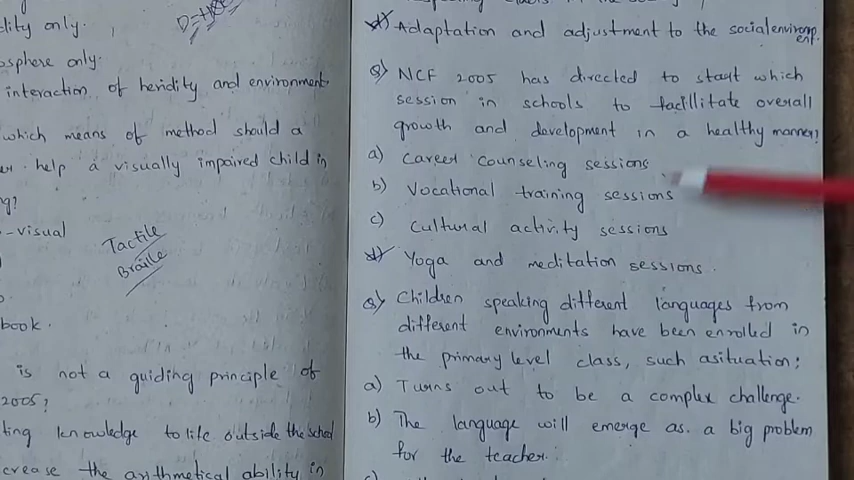 lity only.
osphere only.
interaction of heridity and environment.
which means of method should a
help a visually impaired child in
ng?
-visual
Tactile
Braille
book.
is not a guiding principle of
2005?
ting knowledge to life outside the school
crease the arithmetical ability in
d) Adaptation and adjustment to the social
Q) NCF 2005 has directed to start which
session in schools to facillitate overall
growth and development in a healthy manner?
a) Career counseling sessions
b) Vocational training sessions
c) Cultural activity sessions
d) Yoga and meditation sessions.
Q) Children speaking different languages from
different environments have been enrolled in
the primary level class, such asituation:
a) Turns out to be a complex challenge.
b) The language will emerge as a big problem
for the teacher.